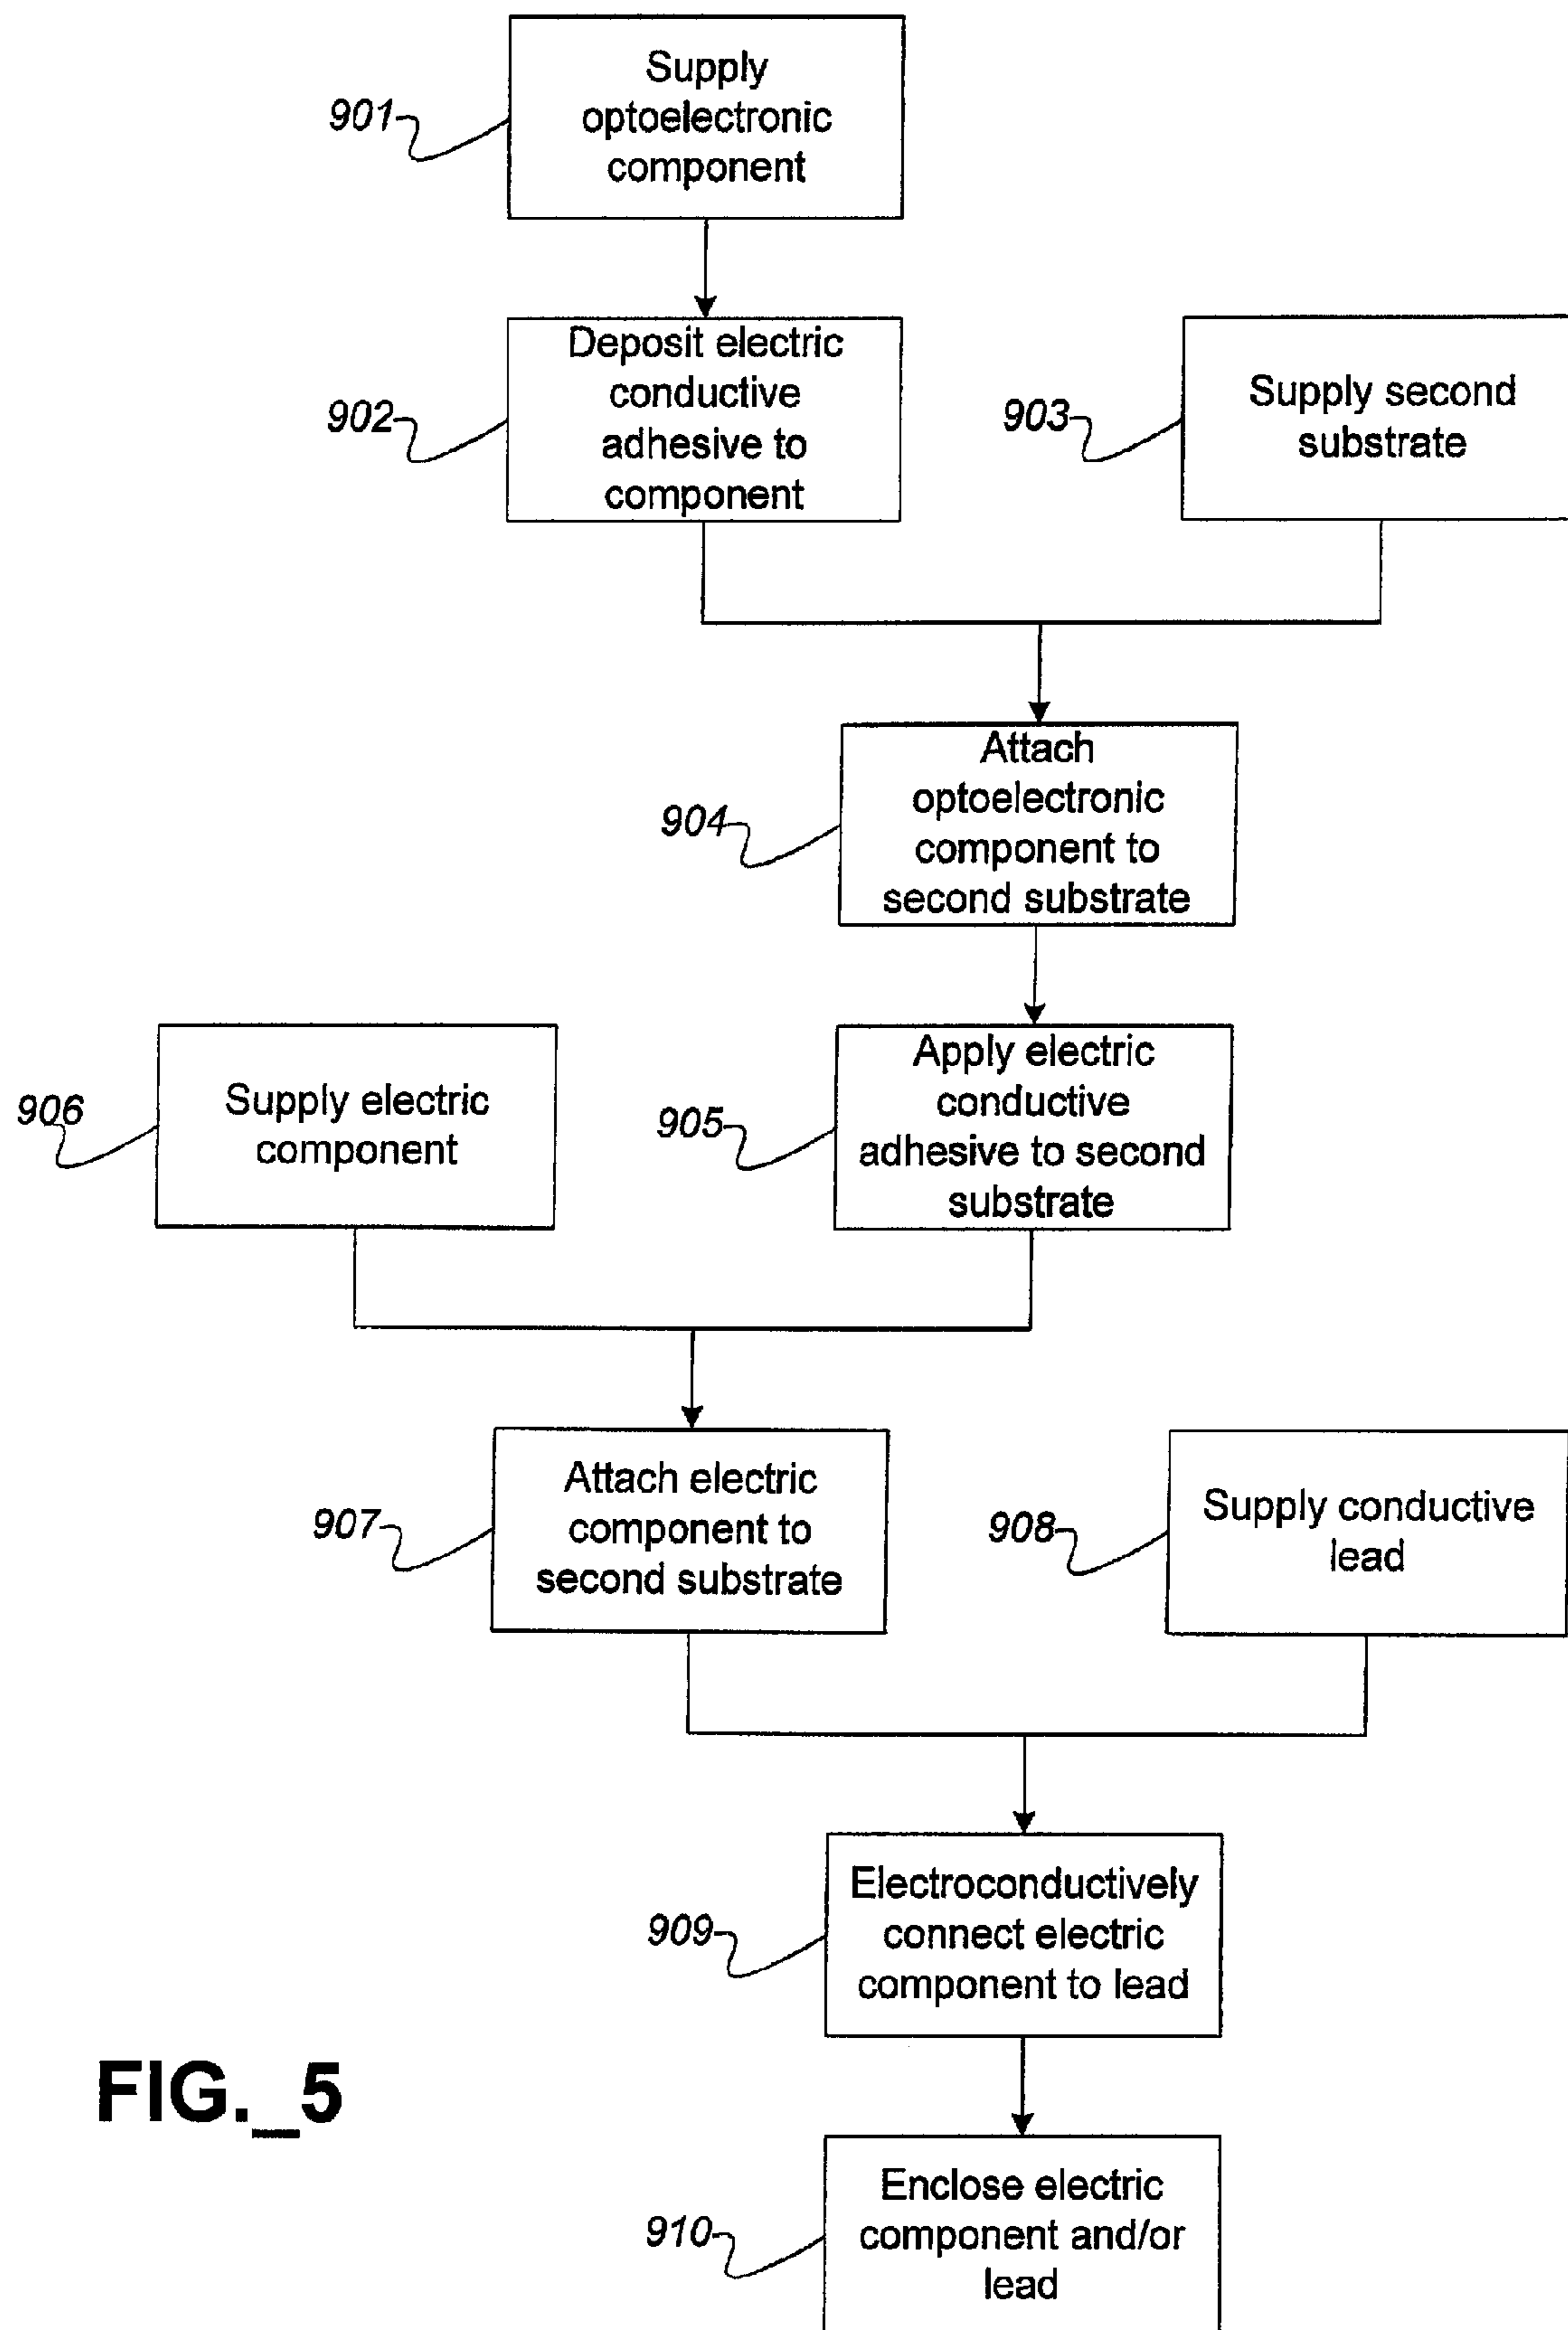 901
Supply
optoelectronic
component
902
Deposit electric
conductive
adhesive to
component
903
Supply second
substrate
904
Attach
optoelectronic
component to
second substrate
906
Supply electric
component
905
Apply electric
conductive
adhesive to second
substrate
907
Attach electric
component to
second substrate
908
Supply conductive
lead
909
Electroconductively
connect electric
component to lead
910
Enclose electric
component and/or
lead
FIG._5